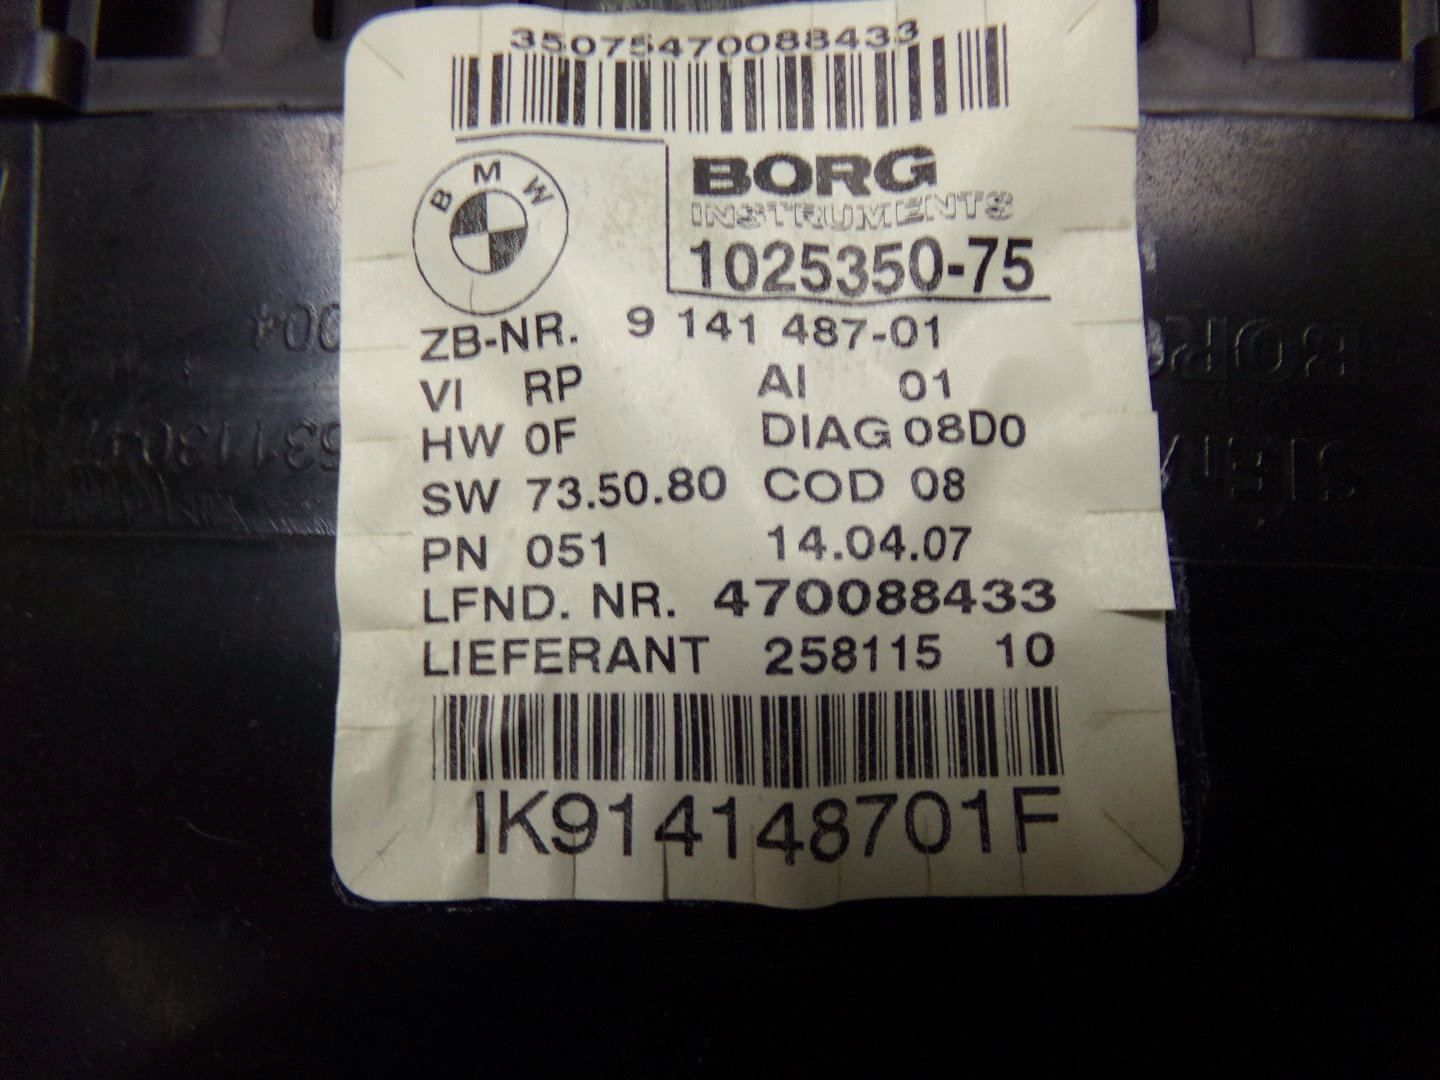 35075470088433
BMW
BORG
INSTRUMENTS
1025350-75
ZB-NR. 9 141 487-01
VI RP AI 01
HW 0F DIAG 08D0
SW 73.50.80 COD 08
PN 051 14.04.07
LFND. NR. 470088433
LIEFERANT 258115 10
IK914148701F